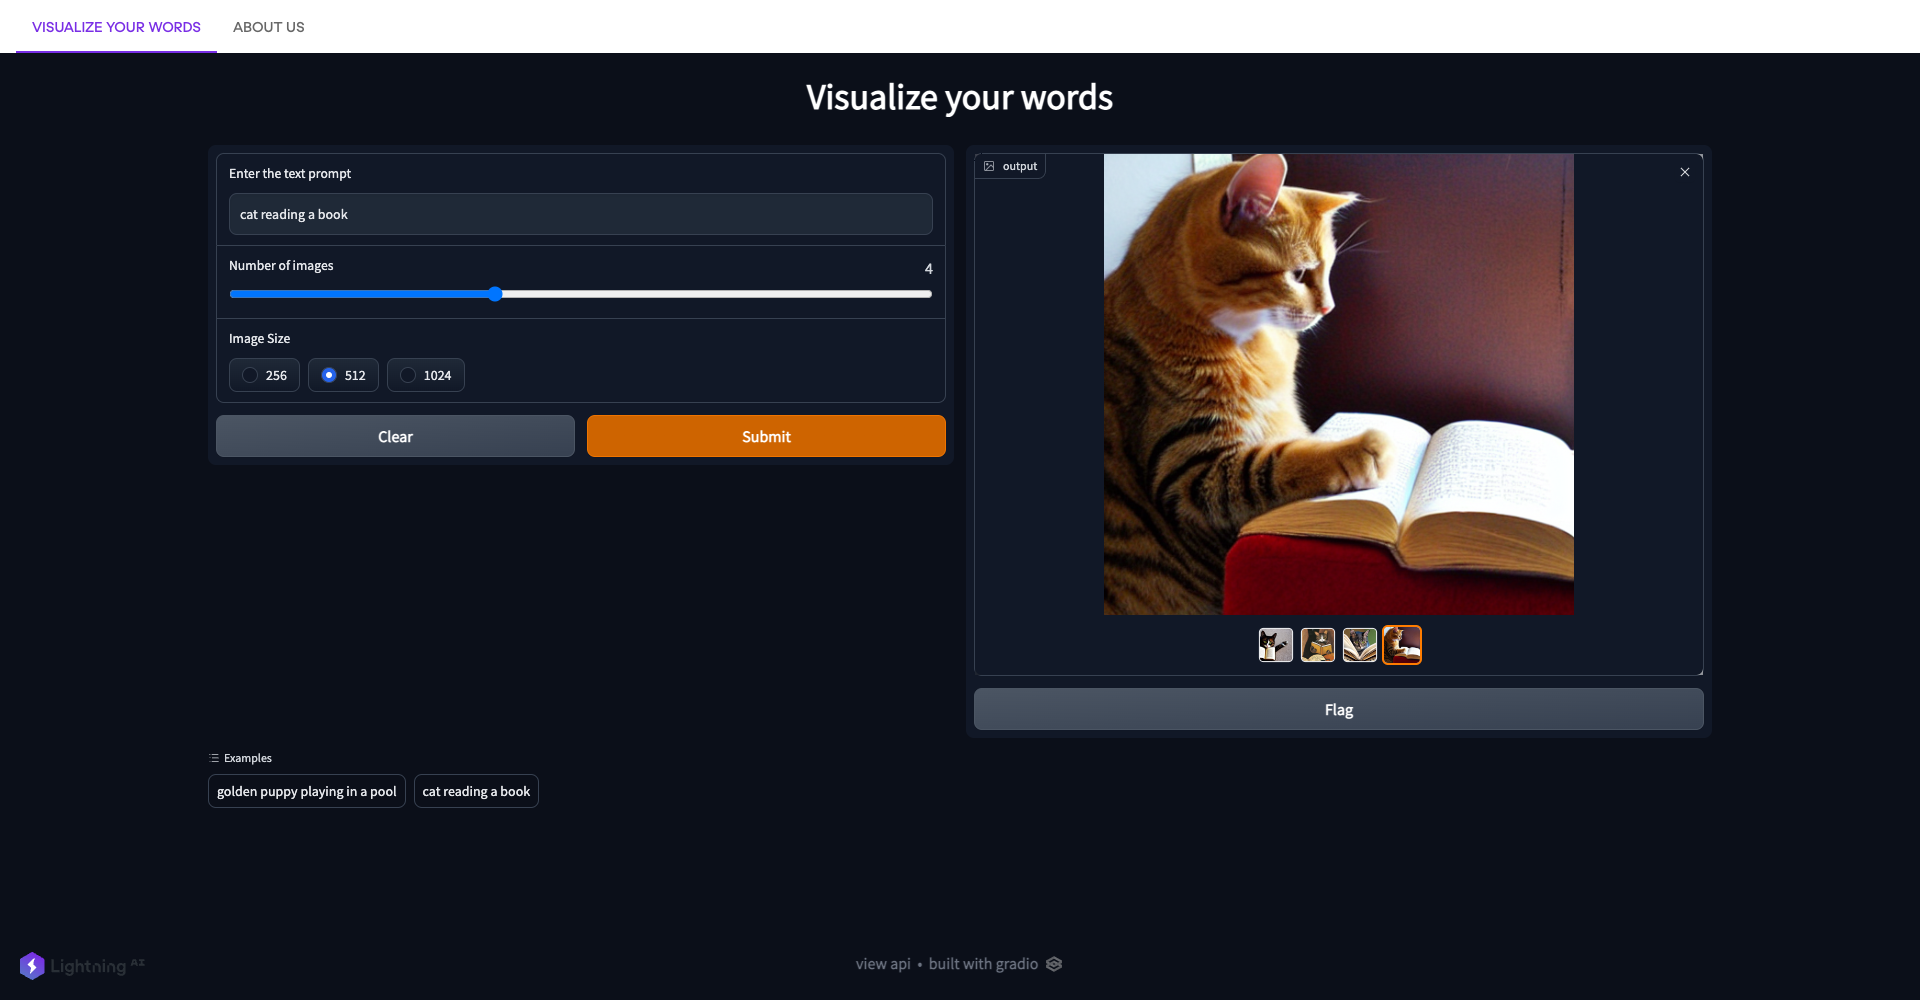 VISUALIZE YOUR WORDS
ABOUT US
Visualize your words
Enter the text prompt
cat reading a book
Number of images
4
Image Size
256
512
1024
Clear
Submit
output
Flag
Examples
golden puppy playing in a pool
cat reading a book
Lightning AI
view api • built with gradio